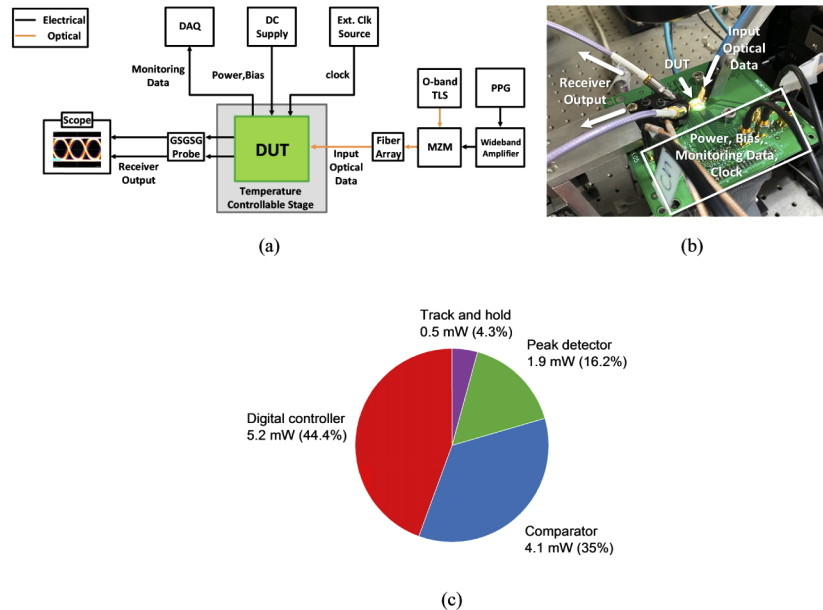 Electrical
Optical
DAQ
DC
Supply
Ext. Clk
Source
Monitoring
Data
Power,Bias
clock
O-band
TLS
PPG
Scope
GSGSG
Probe
DUT
Fiber
Array
MZM
Wideband
Amplifier
Receiver
Output
Input
Optical
Data
Temperature
Controllable Stage
(a)
Input
Optical
Data
DUT
Receiver
Output
Power, Bias,
Monitoring Data,
Clock
(b)
Track and hold
0.5 mW (4.3%)
Peak detector
1.9 mW (16.2%)
Digital controller
5.2 mW (44.4%)
Comparator
4.1 mW (35%)
(c)